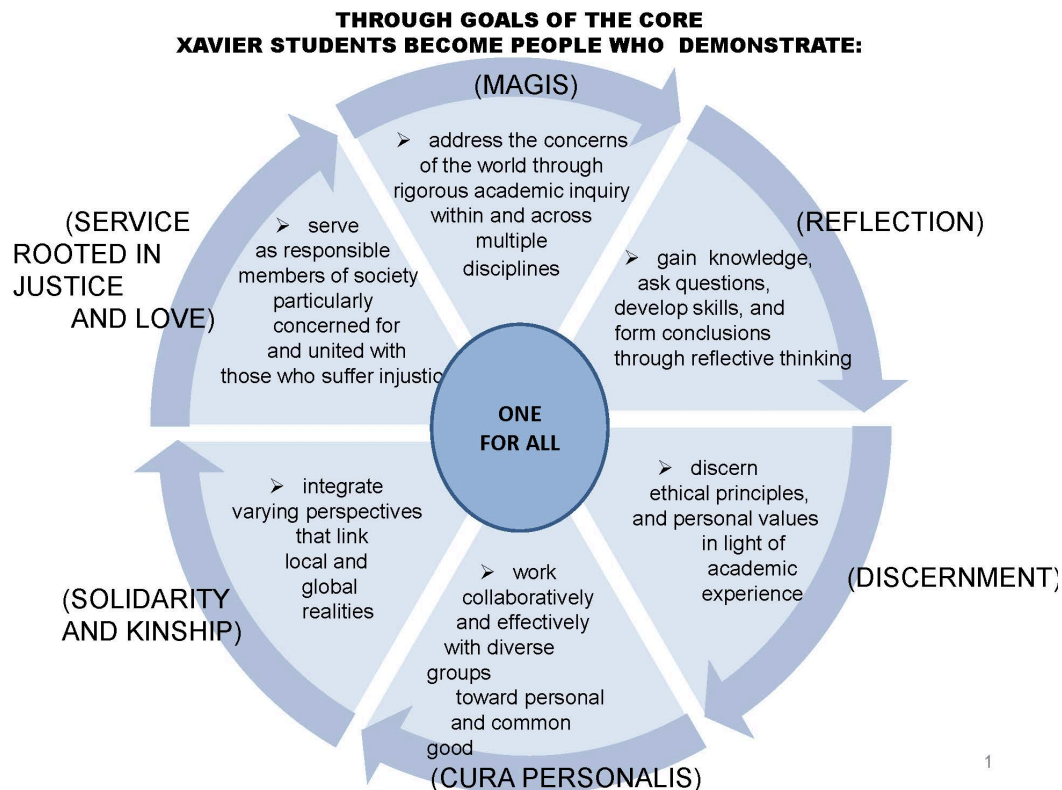 THROUGH GOALS OF THE CORE
XAVIER STUDENTS BECOME PEOPLE WHO DEMONSTRATE:
(MAGIS)
➢ address the concerns
of the world through
rigorous academic inquiry
within and across
multiple
disciplines
(REFLECTION)
➢ gain knowledge,
ask questions,
develop skills, and
form conclusions
through reflective thinking
(DISCERNMENT)
➢ discern
ethical principles,
and personal values
in light of
academic
experience
(CURA PERSONALIS)
➢ work
collaboratively
and effectively
with diverse
groups
toward personal
and common
good
(SOLIDARITY
AND KINSHIP)
➢ integrate
varying perspectives
that link
local and
global
realities
(SERVICE
ROOTED IN
JUSTICE
AND LOVE)
➢ serve
as responsible
members of society
particularly
concerned for
and united with
those who suffer injustic
ONE
FOR ALL
1